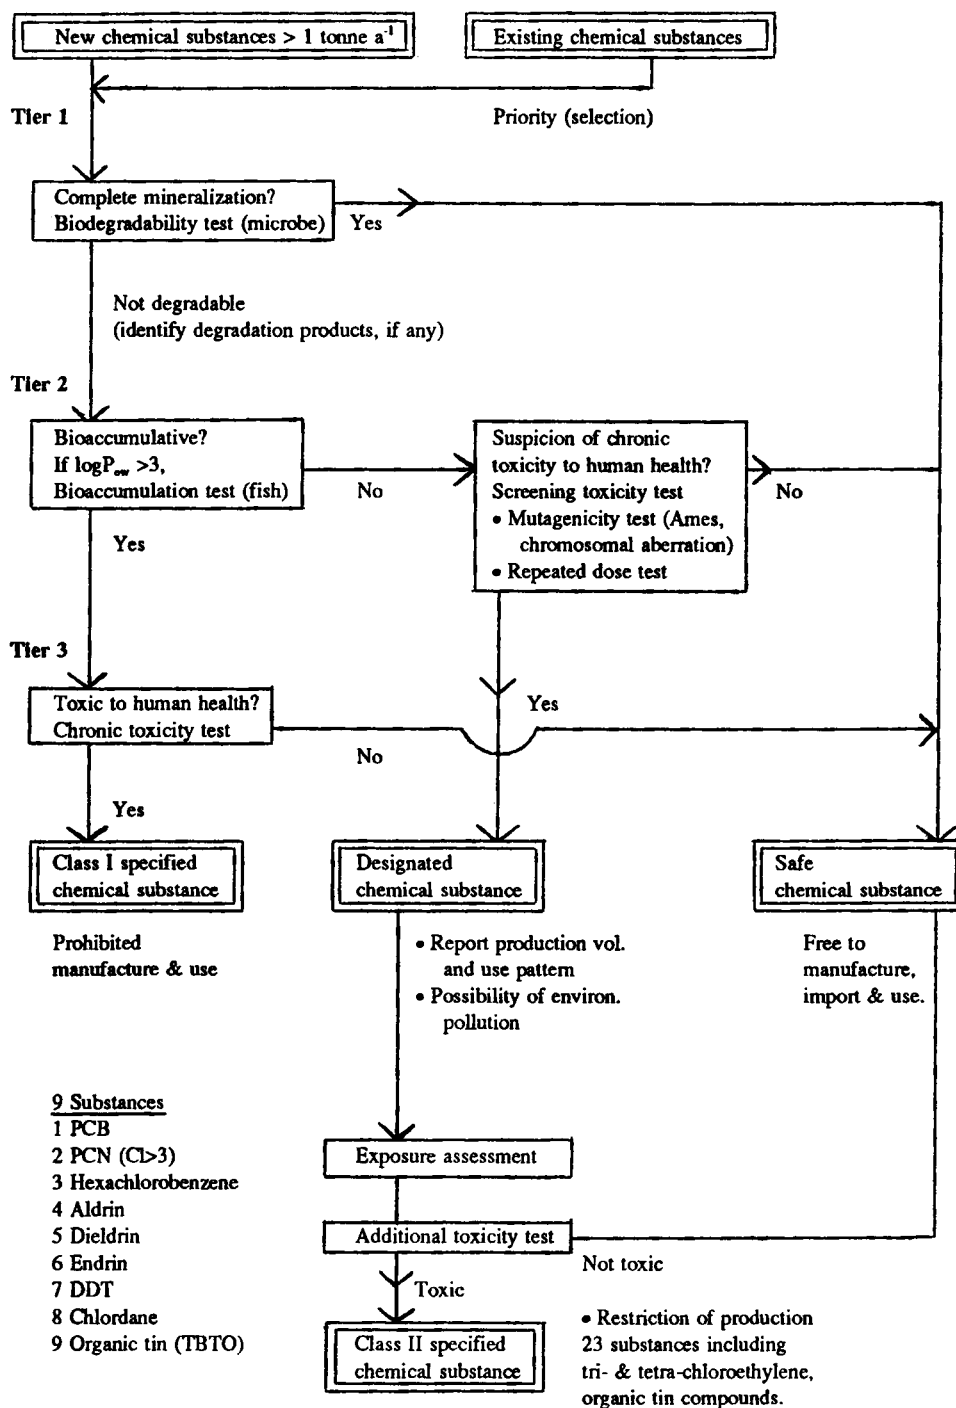 New chemical substances > 1 tonne a⁻¹
Existing chemical substances
Tier 1
Priority (selection)
Complete mineralization?
Biodegradability test (microbe)
Yes
Not degradable
(identify degradation products, if any)
Tier 2
Bioaccumulative?
If logPow >3,
Bioaccumulation test (fish)
No
Suspicion of chronic
toxicity to human health?
Screening toxicity test
• Mutagenicity test (Ames,
chromosomal aberration)
• Repeated dose test
No
Yes
Tier 3
Toxic to human health?
Chronic toxicity test
No
Yes
Yes
Class I specified
chemical substance
Designated
chemical substance
Safe
chemical substance
Prohibited
manufacture & use
• Report production vol.
and use pattern
• Possibility of environ.
pollution
Free to
manufacture,
import & use.
9 Substances
1 PCB
2 PCN (Cl>3)
3 Hexachlorobenzene
4 Aldrin
5 Dieldrin
6 Endrin
7 DDT
8 Chlordane
9 Organic tin (TBTO)
Exposure assessment
Additional toxicity test
Not toxic
Toxic
Class II specified
chemical substance
• Restriction of production
23 substances including
tri- & tetra-chloroethylene,
organic tin compounds.